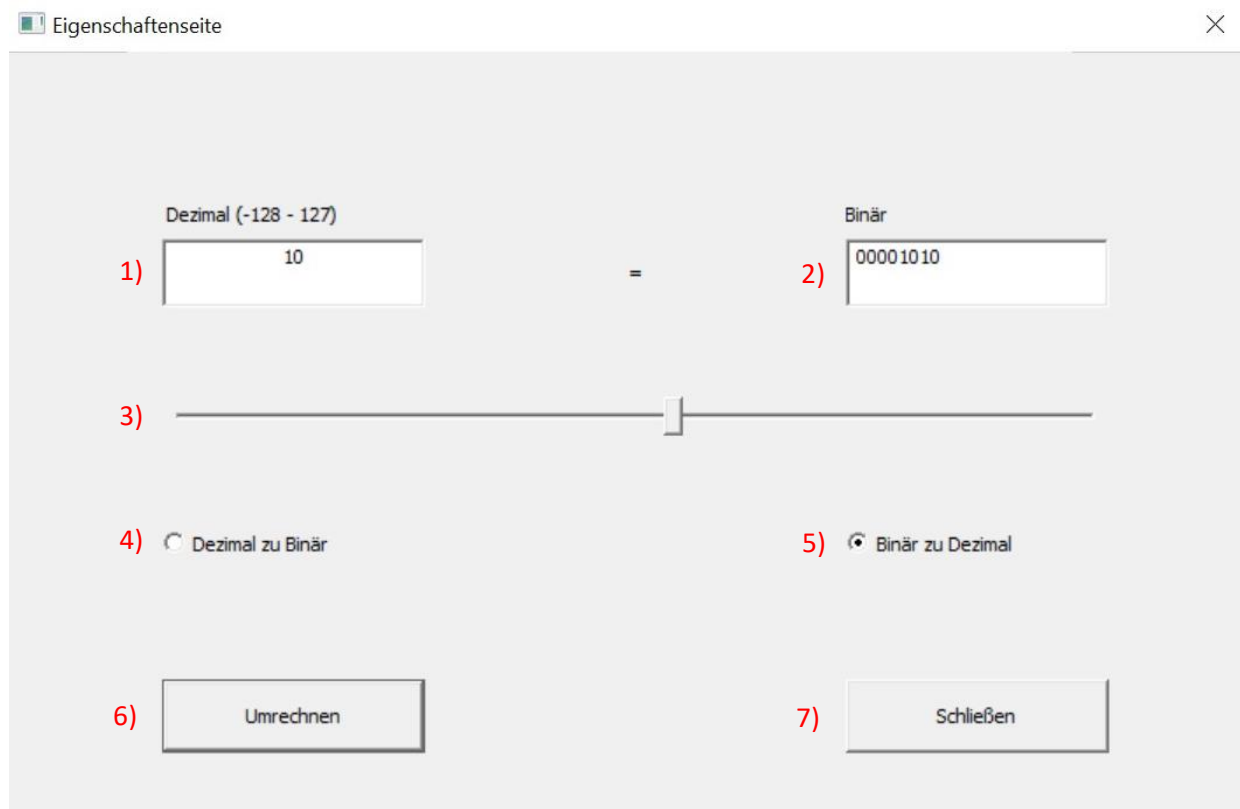 Eigenschaftenseite
Dezimal (-128 - 127)
Binär
1)
10
=
2)
00001010
3)
4)
Dezimal zu Binär
5)
Binär zu Dezimal
6)
Umrechnen
7)
Schließen